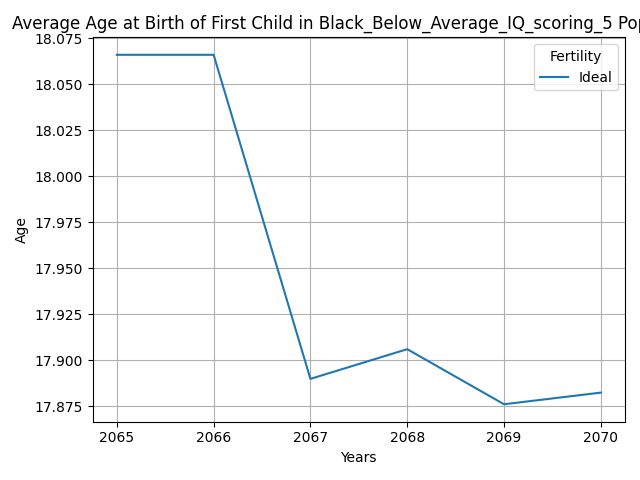 Average Age at Birth of First Child in Black_Below_Average_IQ_scoring_5 Pop
Fertility
Ideal
18.075
18.050
18.025
18.000
17.975
17.950
17.925
17.900
17.875
Age
2065 2066 2067 2068 2069 2070
Years